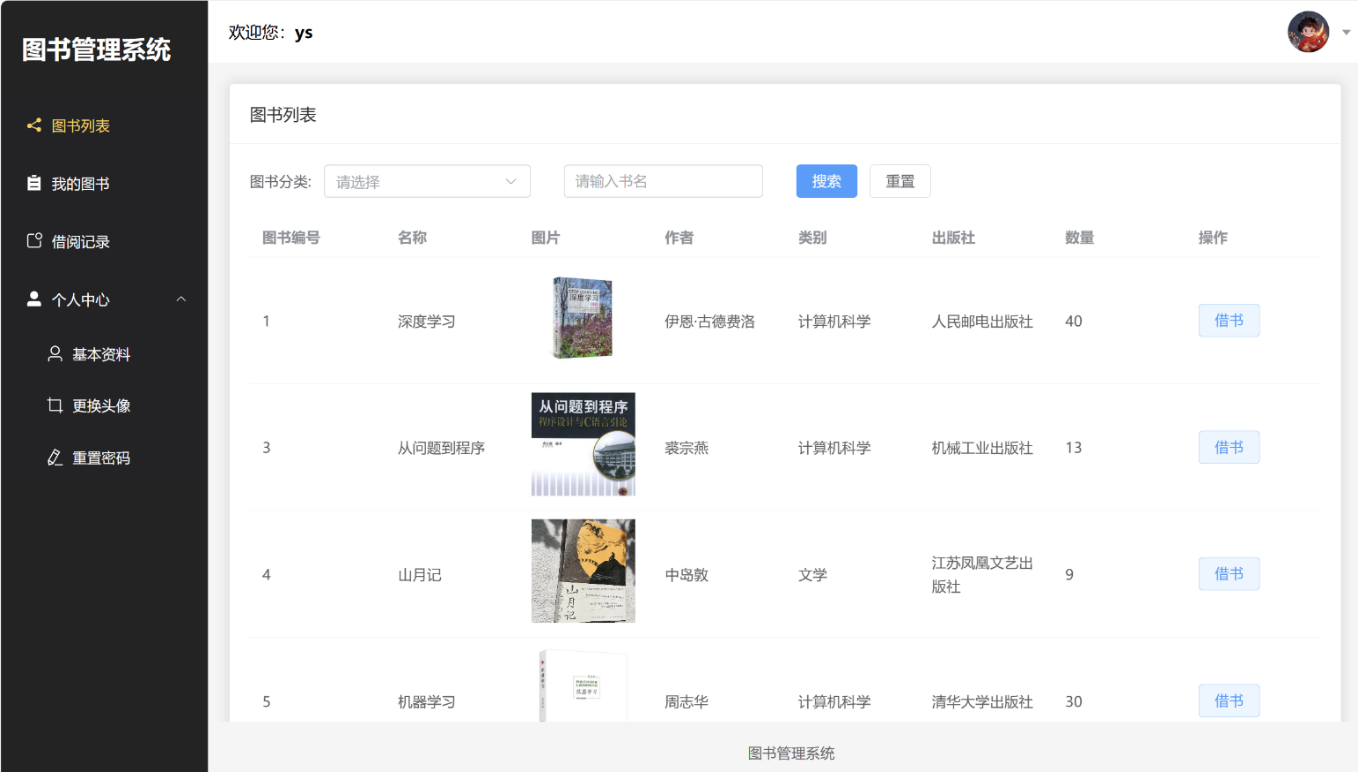 图书管理系统
欢迎您：ys
图书列表
我的图书
借阅记录
个人中心
基本资料
更换头像
重置密码
图书列表
图书分类: 请选择 请输入书名 搜索 重置
图书编号 名称 图片 作者 类别 出版社 数量 操作
1 深度学习 深度学习 伊恩·古德费洛 计算机科学 人民邮电出版社 40 借书
从问题到程序
程序设计与C语言引论
3 从问题到程序 裘宗燕 计算机科学 机械工业出版社 13 借书
4 山月记 山月记 中岛敦 文学 江苏凤凰文艺出
版社 9 借书
5 机器学习 机器学习 周志华 计算机科学 清华大学出版社 30 借书
图书管理系统